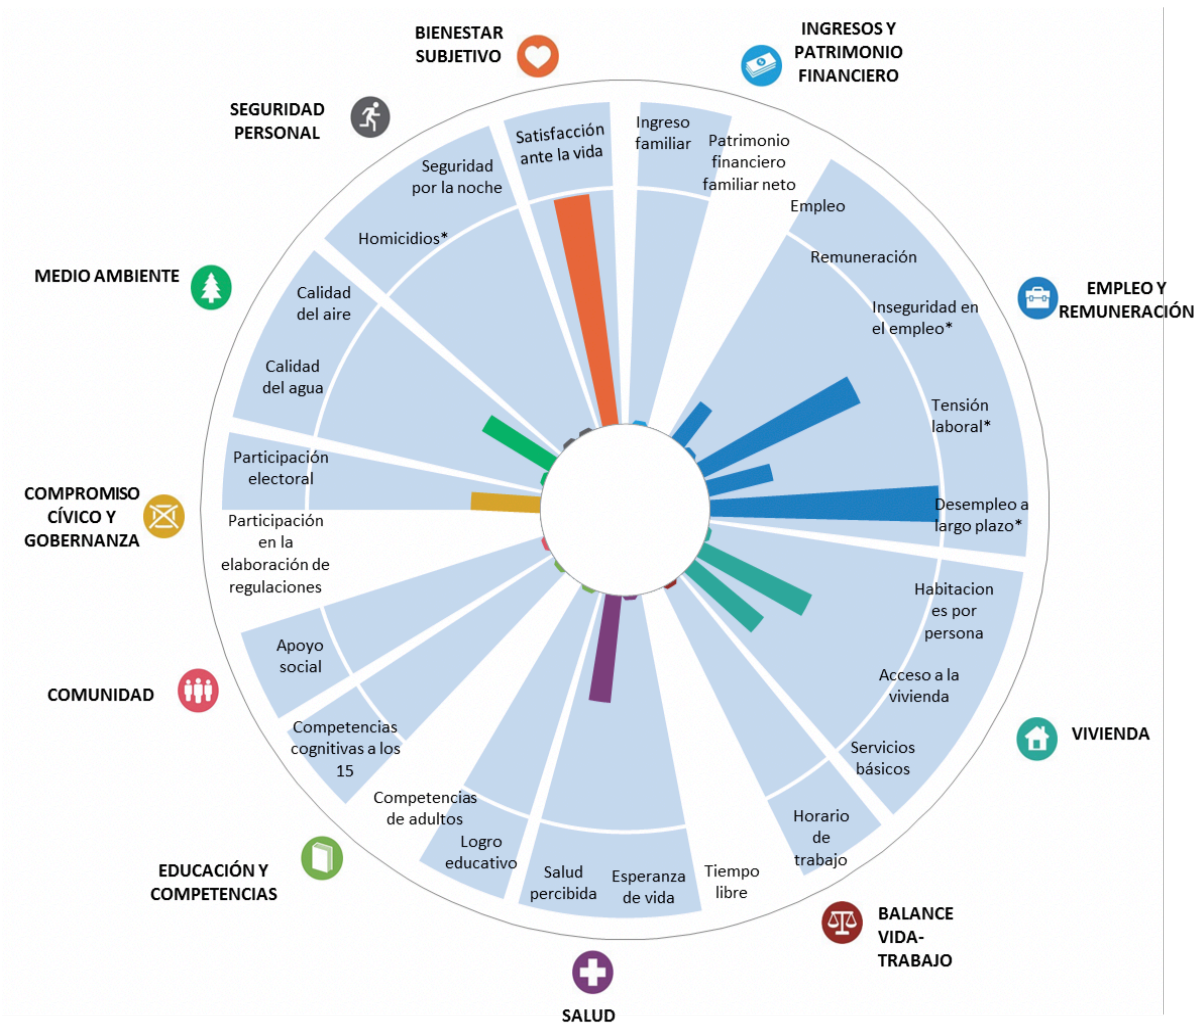 BIENESTAR
SUBJETIVO
INGRESOS Y
PATRIMONIO
FINANCIERO
SEGURIDAD
PERSONAL
Satisfacción
ante la vida
Ingreso
familiar
Patrimonio
financiero
familiar neto
Seguridad
por la noche
Homicidios*
Empleo
Remuneración
Inseguridad en
el empleo*
Tensión
laboral*
Desempleo a
largo plazo*
EMPLEO Y
REMUNERACIÓN
MEDIO AMBIENTE
Calidad
del aire
Calidad
del agua
COMPROMISO
CÍVICO Y
GOBERNANZA
Participación
electoral
Participación
en la
elaboración de
regulaciones
Habitacion
es por
persona
Acceso a la
vivienda
Servicios
básicos
VIVIENDA
COMUNIDAD
Apoyo
social
Competencias
cognitivas a los
15
Competencias
de adultos
Logro
educativo
EDUCACIÓN Y
COMPETENCIAS
Salud
percibida
Esperanza
de vida
SALUD
Tiempo
libre
Horario
de
trabajo
BALANCE
VIDA-
TRABAJO